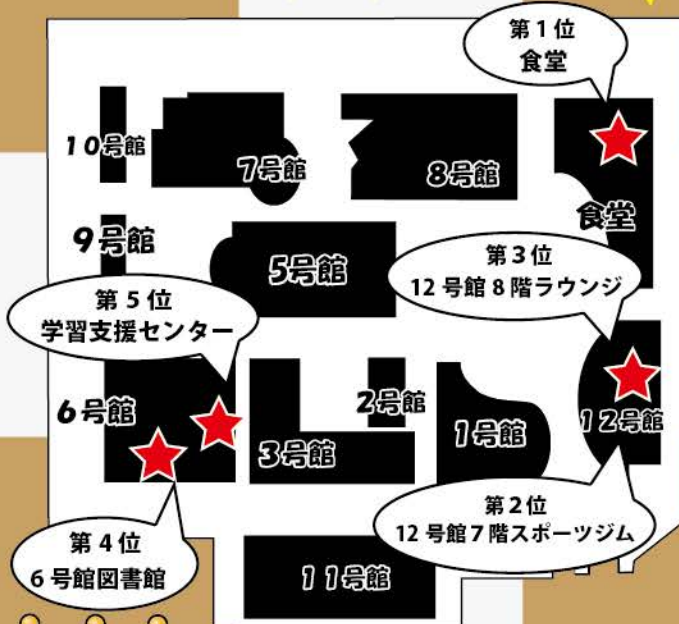 第1位
食堂
10号館
7号館
8号館
食堂
9号館
5号館
第3位
12号館8階ラウンジ
第5位
学習支援センター
6号館
3号館
2号館
1号館
12号館
第2位
12号館7階スポーツジム
第4位
6号館図書館
11号館